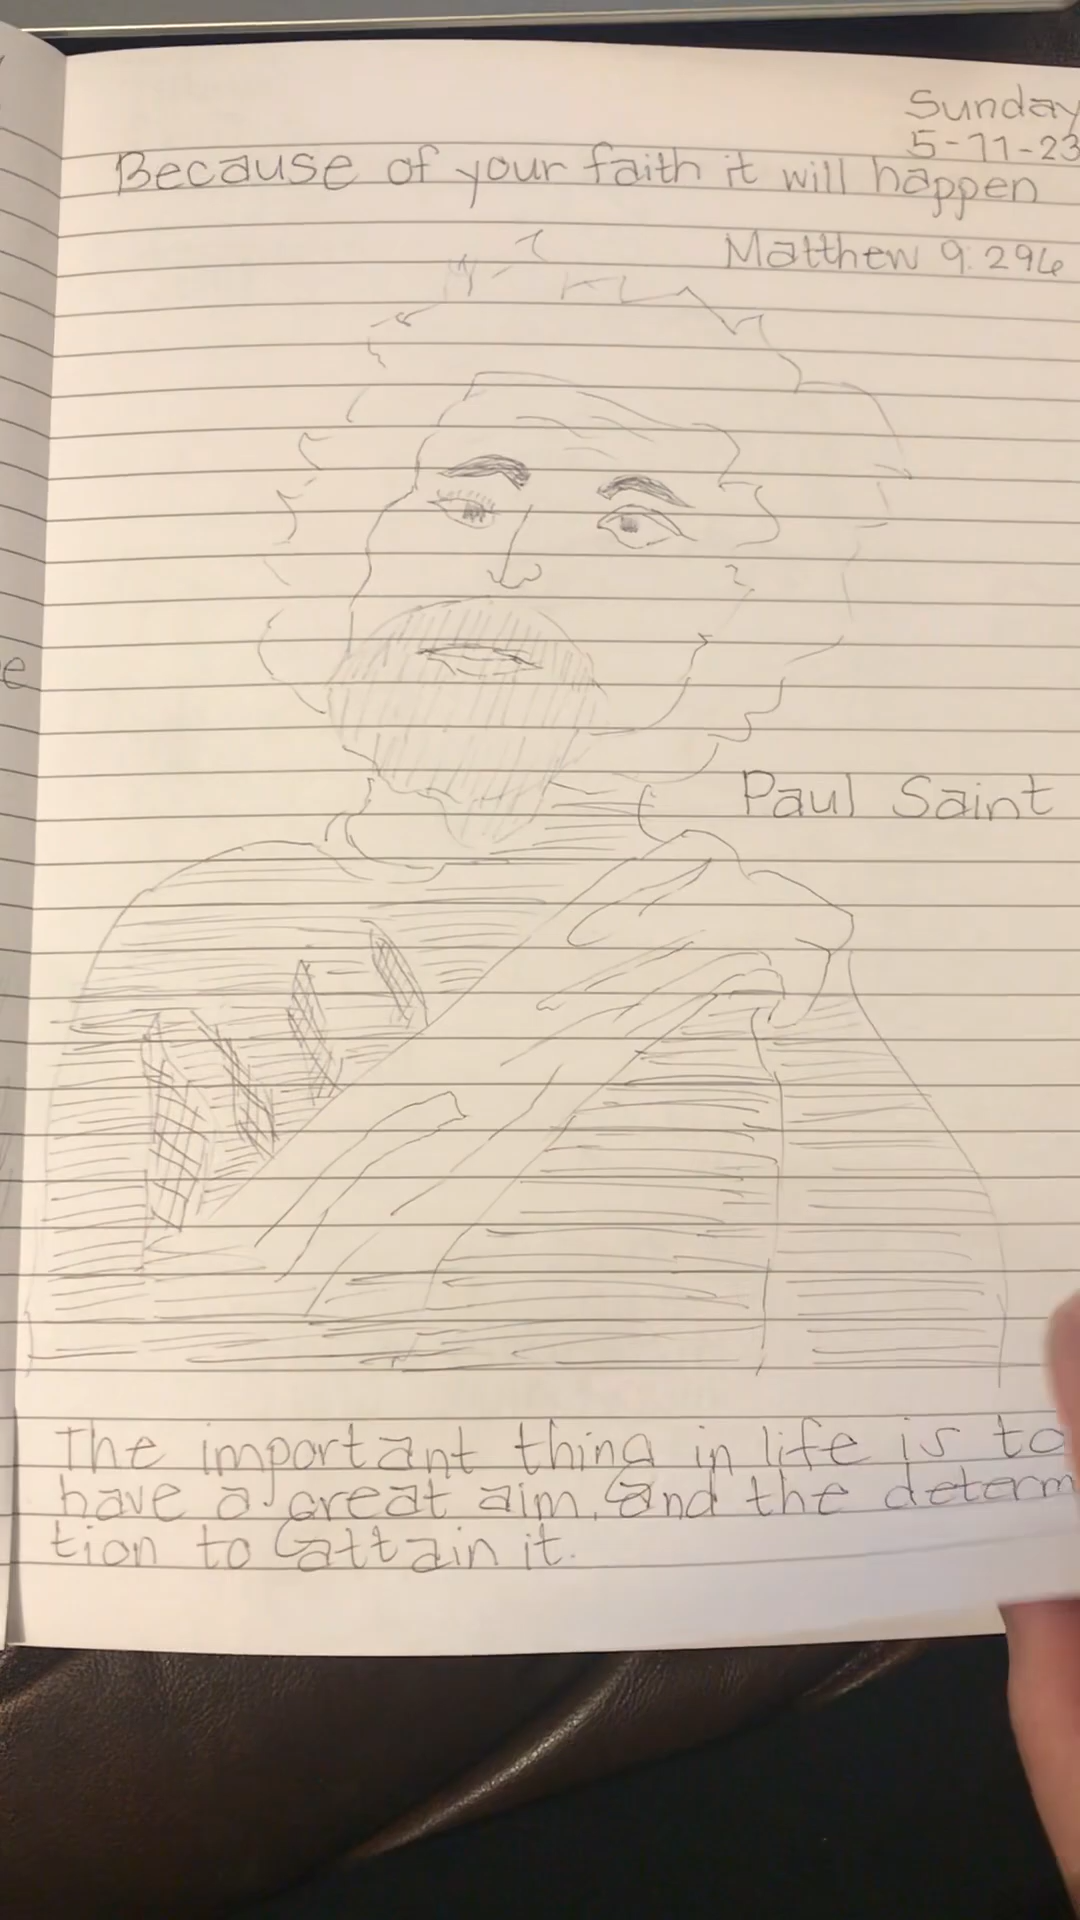 Sunday
5-11-23
Because of your faith it will happen
Matthew 9:29b
Paul Saint
The important thing in life is to
have a great aim, and the determ
tion to attain it.
e